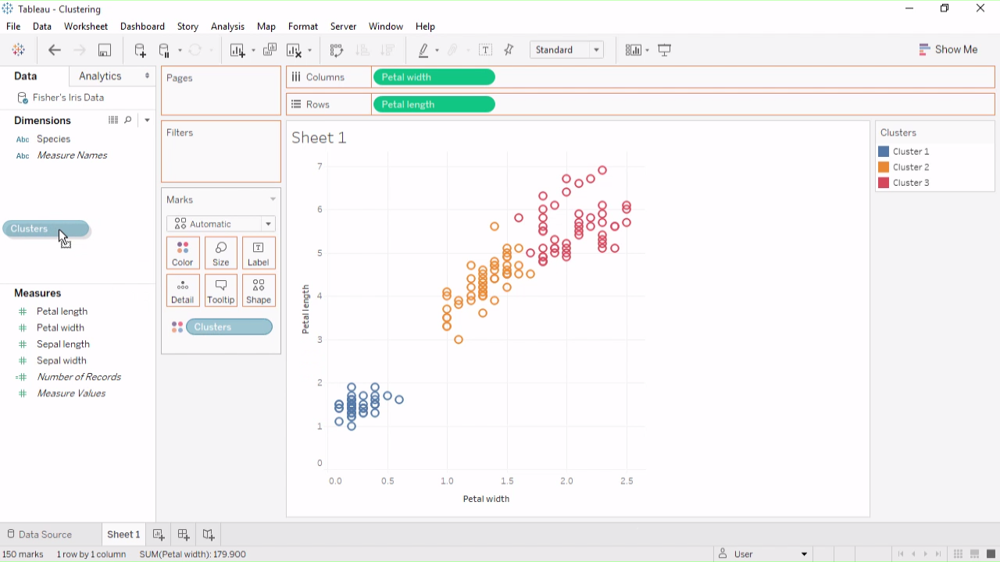 Tableau - Clustering
File Data Worksheet Dashboard Story Analysis Map Format Server Window Help
Standard
Show Me
Data
Analytics
Fisher's Iris Data
Dimensions
Abc Species
Abc Measure Names
Clusters
Measures
# Petal length
# Petal width
# Sepal length
# Sepal width
=# Number of Records
# Measure Values
Pages
Filters
Marks
Automatic
Color Size Label
Detail Tooltip Shape
Clusters
Columns Petal width
Rows Petal length
Sheet 1
7
6
5
4
3
2
1
0
Petal length
0.0 0.5 1.0 1.5 2.0 2.5
Petal width
Clusters
Cluster 1
Cluster 2
Cluster 3
Data Source
Sheet 1
150 marks 1 row by 1 column SUM(Petal width): 179.900
User